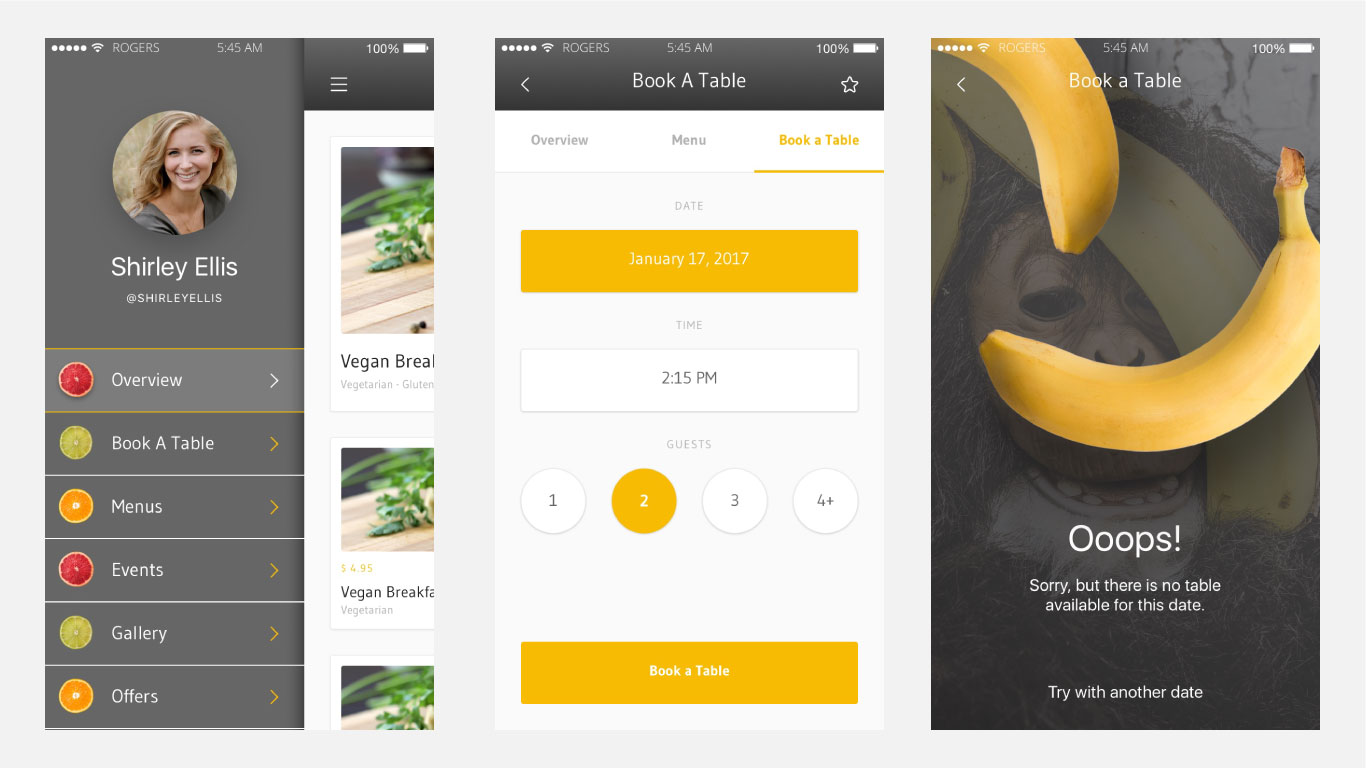 ROGERS 5:45 AM 100%
Shirley Ellis
@SHIRLEYELLIS
Overview
Book A Table
Menus
Events
Gallery
Offers
Vegan Break
Vegetarian - Gluten
$ 4.95
Vegan Breakfa
Vegetarian
ROGERS 5:45 AM 100%
Book A Table
Overview Menu Book a Table
DATE
January 17, 2017
TIME
2:15 PM
GUESTS
1 2 3 4+
Book a Table
ROGERS 5:45 AM 100%
Book a Table
Ooops!
Sorry, but there is no table
available for this date.
Try with another date